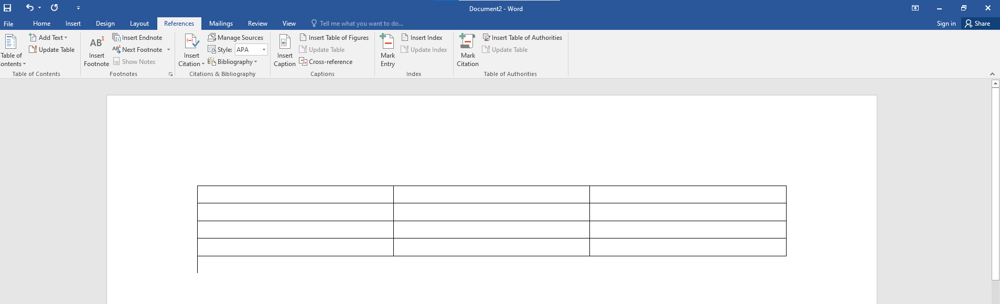 Document2 - Word
File Home Insert Design Layout References Mailings Review View Tell me what you want to do... Sign in Share
Table of
ontents
Add Text
Update Table
Table of Contents
AB1
Insert
Footnote
Insert Endnote
AB1 Next Footnote
Show Notes
Footnotes
Insert
Citation
Manage Sources
Style: APA
Bibliography
Citations & Bibliography
Insert
Caption
Insert Table of Figures
Update Table
Cross-reference
Captions
Mark
Entry
Insert Index
Update Index
Index
Mark
Citation
Insert Table of Authorities
Update Table
Table of Authorities